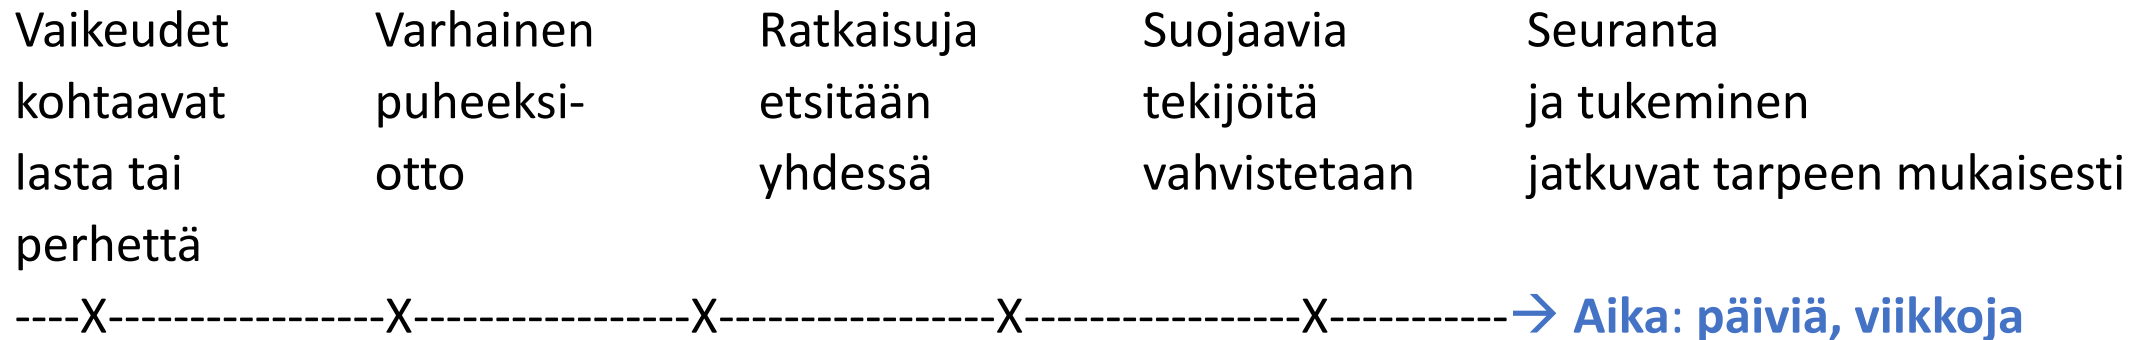 Vaikeudet
kohtaavat
lasta tai
perhettä
Varhainen
puheeksi-
otto
Ratkaisuja
etsitään
yhdessä
Suojaavia
tekijöitä
vahvistetaan
Seuranta
ja tukeminen
jatkuvat tarpeen mukaisesti
----X-----------------X-----------------X-----------------X-----------------X-----------→ Aika: päiviä, viikkoja